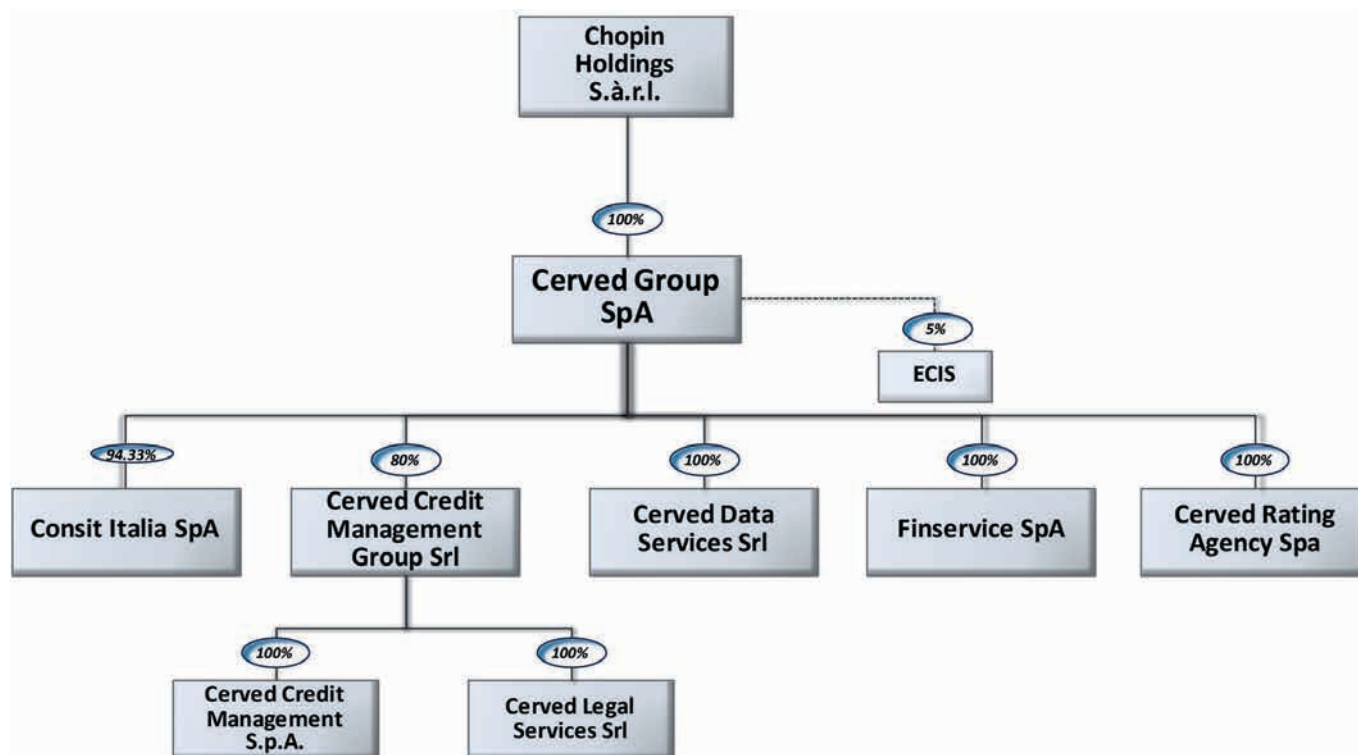 Chopin
Holdings
S.à.r.l.
100%
Cerved Group
SpA
5%
ECIS
94.33%
80%
100%
100%
100%
Consit Italia SpA
Cerved Credit
Management
Group Srl
Cerved Data
Services Srl
Finservice SpA
Cerved Rating
Agency Spa
100%
100%
Cerved Credit
Management
S.p.A.
Cerved Legal
Services Srl